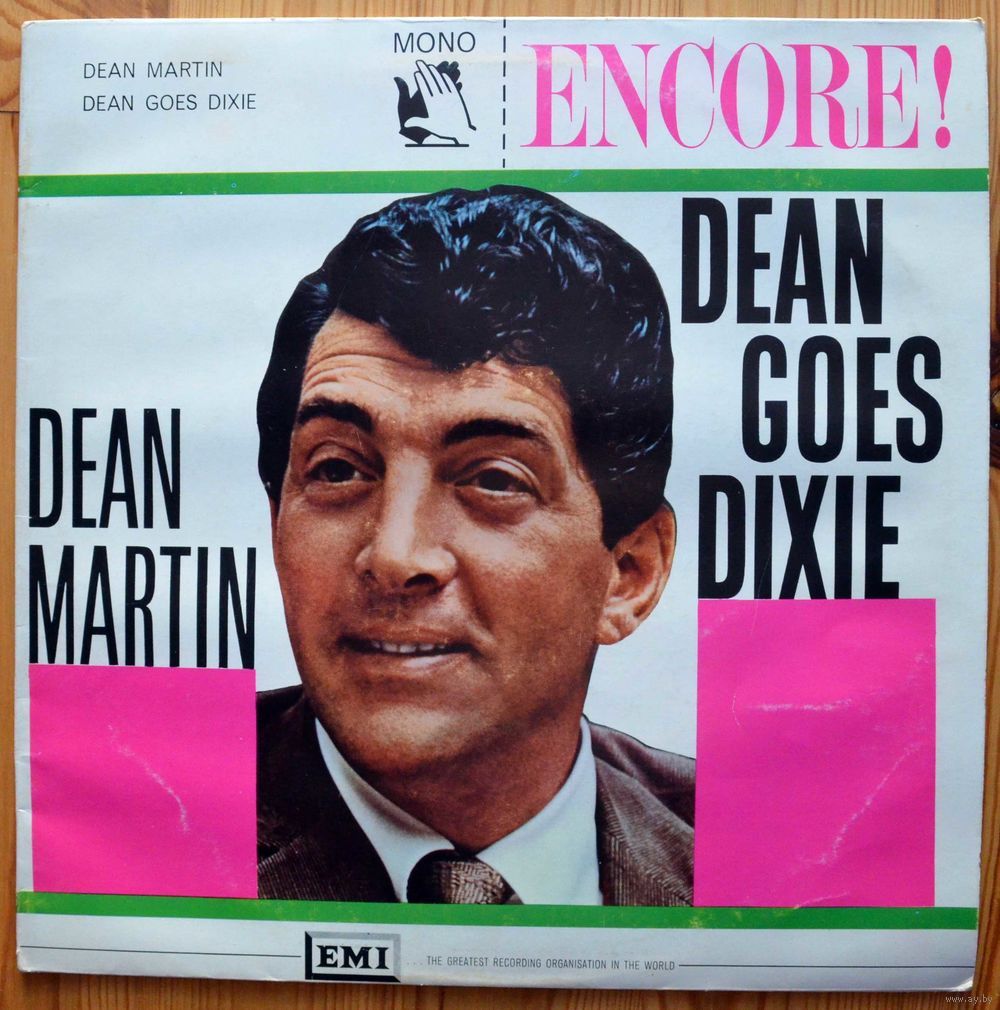 DEAN MARTIN
DEAN GOES DIXIE
MONO
ENCORE!
DEAN
GOES
DIXIE
DEAN
MARTIN
EMI
...THE GREATEST RECORDING ORGANISATION IN THE WORLD
www.ay.by